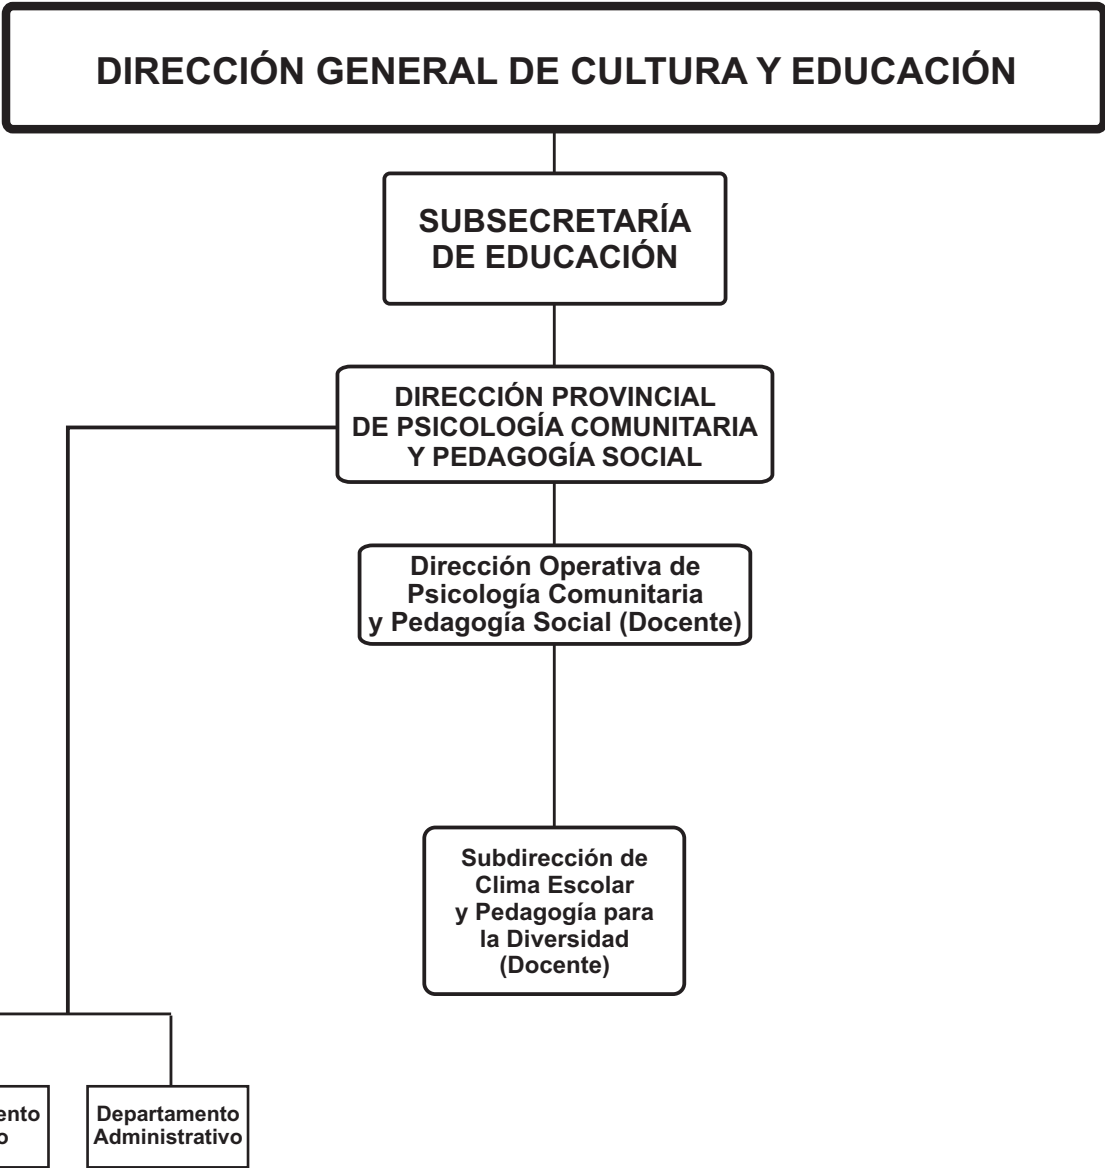 DIRECCIÓN GENERAL DE CULTURA Y EDUCACIÓN
SUBSECRETARÍA
DE EDUCACIÓN
DIRECCIÓN PROVINCIAL
DE PSICOLOGÍA COMUNITARIA
Y PEDAGOGÍA SOCIAL
Dirección Operativa de
Psicología Comunitaria
y Pedagogía Social (Docente)
Subdirección de
Clima Escolar
y Pedagogía para
la Diversidad
(Docente)
Departamento
Administrativo